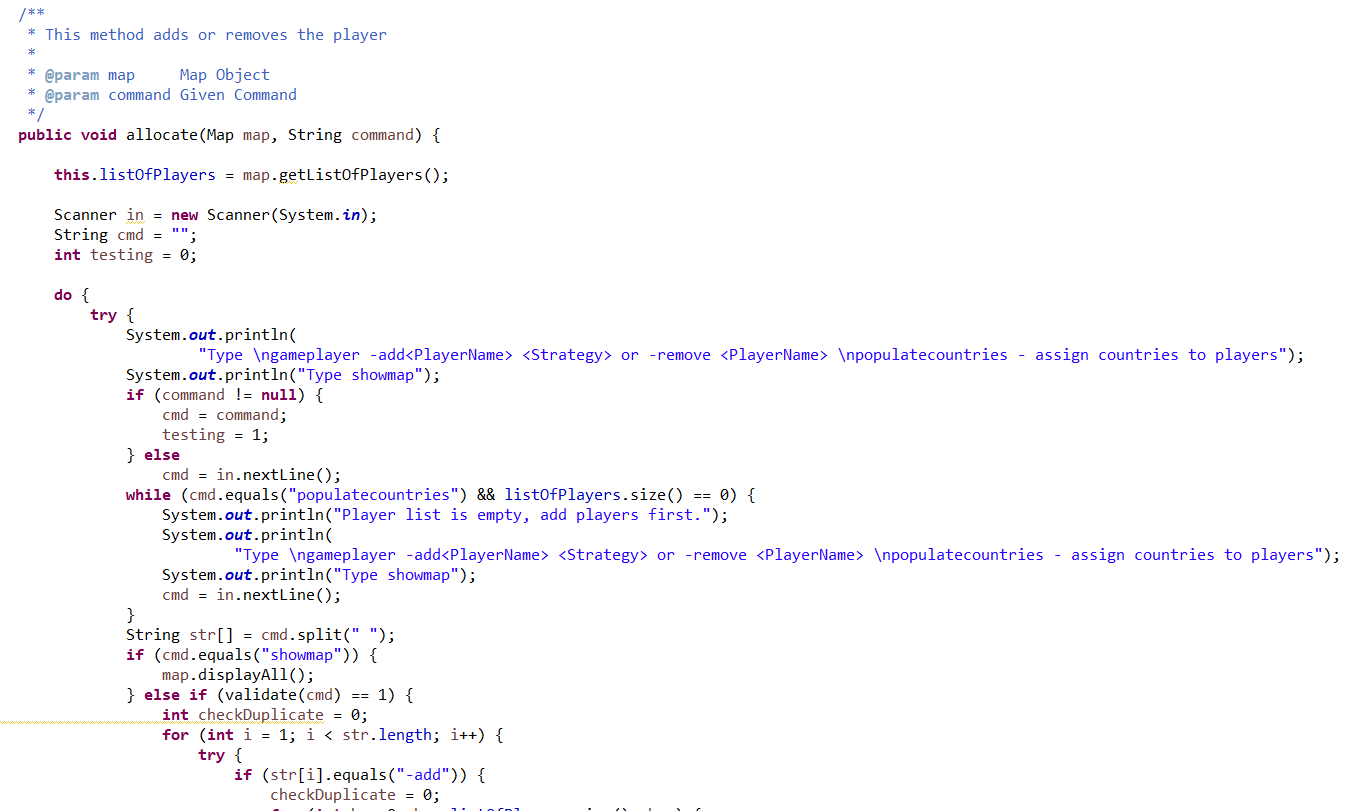 /**
 * This method adds or removes the player
 *
 * @param map     Map Object
 * @param command Given Command
 */
public void allocate(Map map, String command) {

    this.listOfPlayers = map.getListOfPlayers();

    Scanner in = new Scanner(System.in);
    String cmd = "";
    int testing = 0;

    do {
        try {
            System.out.println(
                    "Type \ngameplayer -add<PlayerName> <Strategy> or -remove <PlayerName> \npopulatecountries - assign countries to players");
            System.out.println("Type showmap");
            if (command != null) {
                cmd = command;
                testing = 1;
            } else
                cmd = in.nextLine();
            while (cmd.equals("populatecountries") && listOfPlayers.size() == 0) {
                System.out.println("Player list is empty, add players first.");
                System.out.println(
                        "Type \ngameplayer -add<PlayerName> <Strategy> or -remove <PlayerName> \npopulatecountries - assign countries to players");
                System.out.println("Type showmap");
                cmd = in.nextLine();
            }
            String str[] = cmd.split(" ");
            if (cmd.equals("showmap")) {
                map.displayAll();
            } else if (validate(cmd) == 1) {
                int checkDuplicate = 0;
                for (int i = 1; i < str.length; i++) {
                    try {
                        if (str[i].equals("-add")) {
                            checkDuplicate = 0;